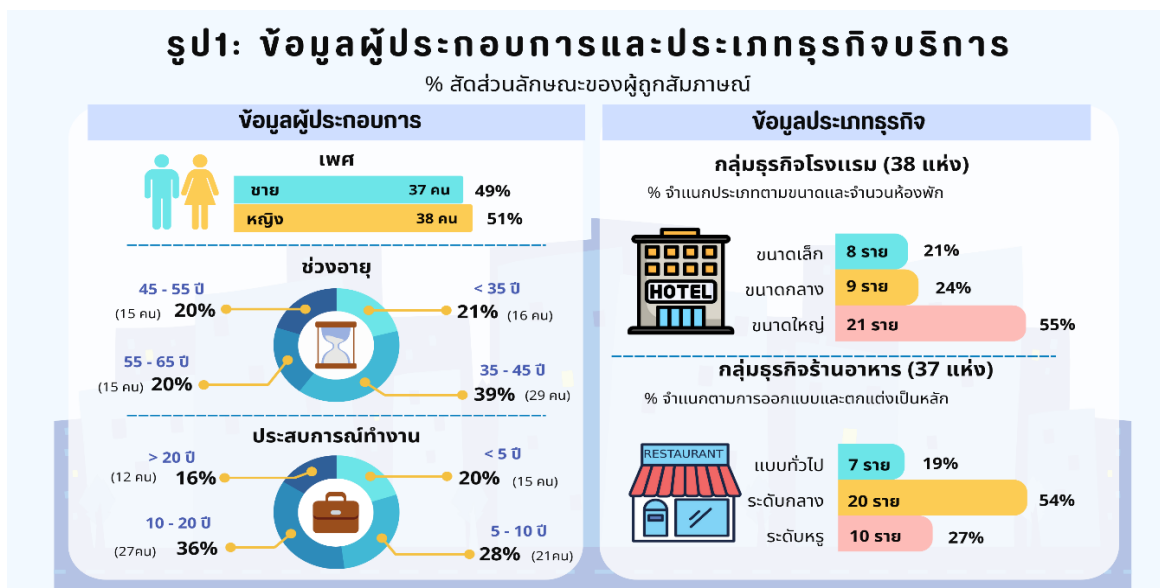 รูป1: ข้อมูลผู้ประกอบการและประเภทธุรกิจบริการ
% สัดส่วนลักษณะของผู้ถูกสัมภาษณ์
ข้อมูลผู้ประกอบการ
เพศ
ชาย 37 คน 49%
หญิง 38 คน 51%
ช่วงอายุ
45 - 55 ปี
(15 คน) 20%
< 35 ปี
21% (16 คน)
55 - 65 ปี
(15 คน) 20%
35 - 45 ปี
39% (29 คน)
ประสบการณ์ทำงาน
> 20 ปี
(12 คน) 16%
< 5 ปี
20% (15 คน)
10 - 20 ปี
(27คน) 36%
5 - 10 ปี
28% (21คน)
ข้อมูลประเภทธุรกิจ
กลุ่มธุรกิจโรงแรม (38 แห่ง)
% จำแนกประเภทตามขนาดและจำนวนห้องพัก
HOTEL
ขนาดเล็ก 8 ราย 21%
ขนาดกลาง 9 ราย 24%
ขนาดใหญ่ 21 ราย 55%
กลุ่มธุรกิจร้านอาหาร (37 แห่ง)
% จำแนกตามการออกแบบและตกแต่งเป็นหลัก
RESTAURANT
แบบทั่วไป 7 ราย 19%
ระดับกลาง 20 ราย 54%
ระดับหรู 10 ราย 27%